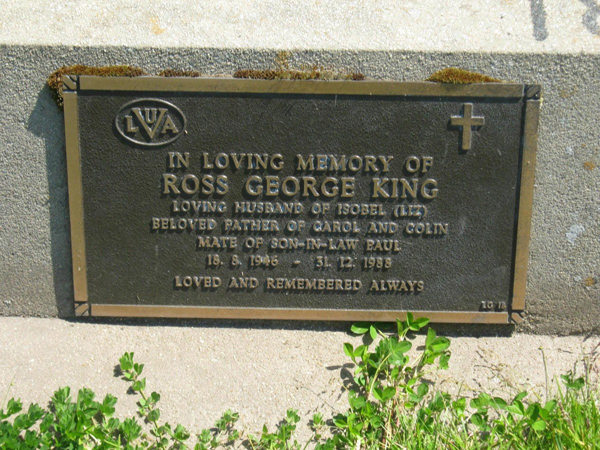 LUVA
IN LOVING MEMORY OF
ROSS GEORGE KING
LOVING HUSBAND OF ISOBEL (LIZ)
BELOVED FATHER OF CAROL AND COLIN
MATE OF SON-IN-LAW PAUL
18. 8. 1946 - 31. 12. 1988
LOVED AND REMEMBERED ALWAYS